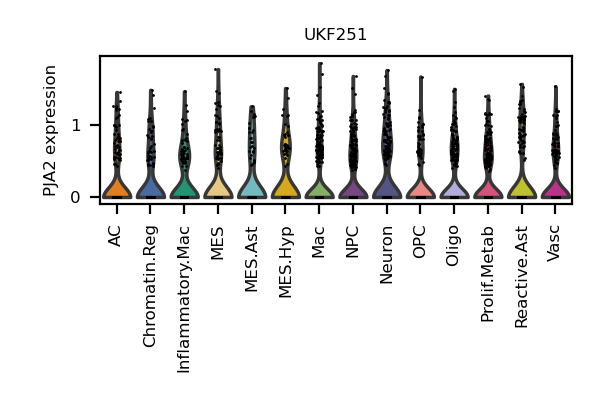 UKF251
PJA2 expression
1
0
AC
Chromatin.Reg
Inflammatory.Mac
MES
MES.Ast
MES.Hyp
Mac
NPC
Neuron
OPC
Oligo
Prolif.Metab
Reactive.Ast
Vasc